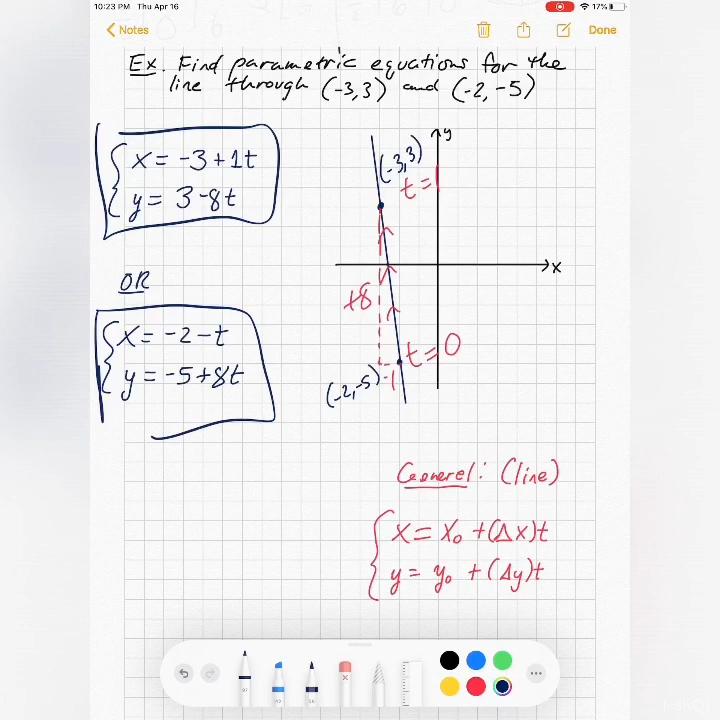 10:23 PM Thu Apr 16
17%
Notes
Done
Ex. Find parametric equations for the
line through (-3,3) and (-2,-5)
x = -3 + 1t
y = 3 - 8t
OR
x = -2 - t
y = -5 + 8t
y
(-3,3)
t = 1
x
+8
t = 0
-1
(-2,-5)
General: (line)
x = x₀ + (Δx)t
y = y₀ + (Δy)t